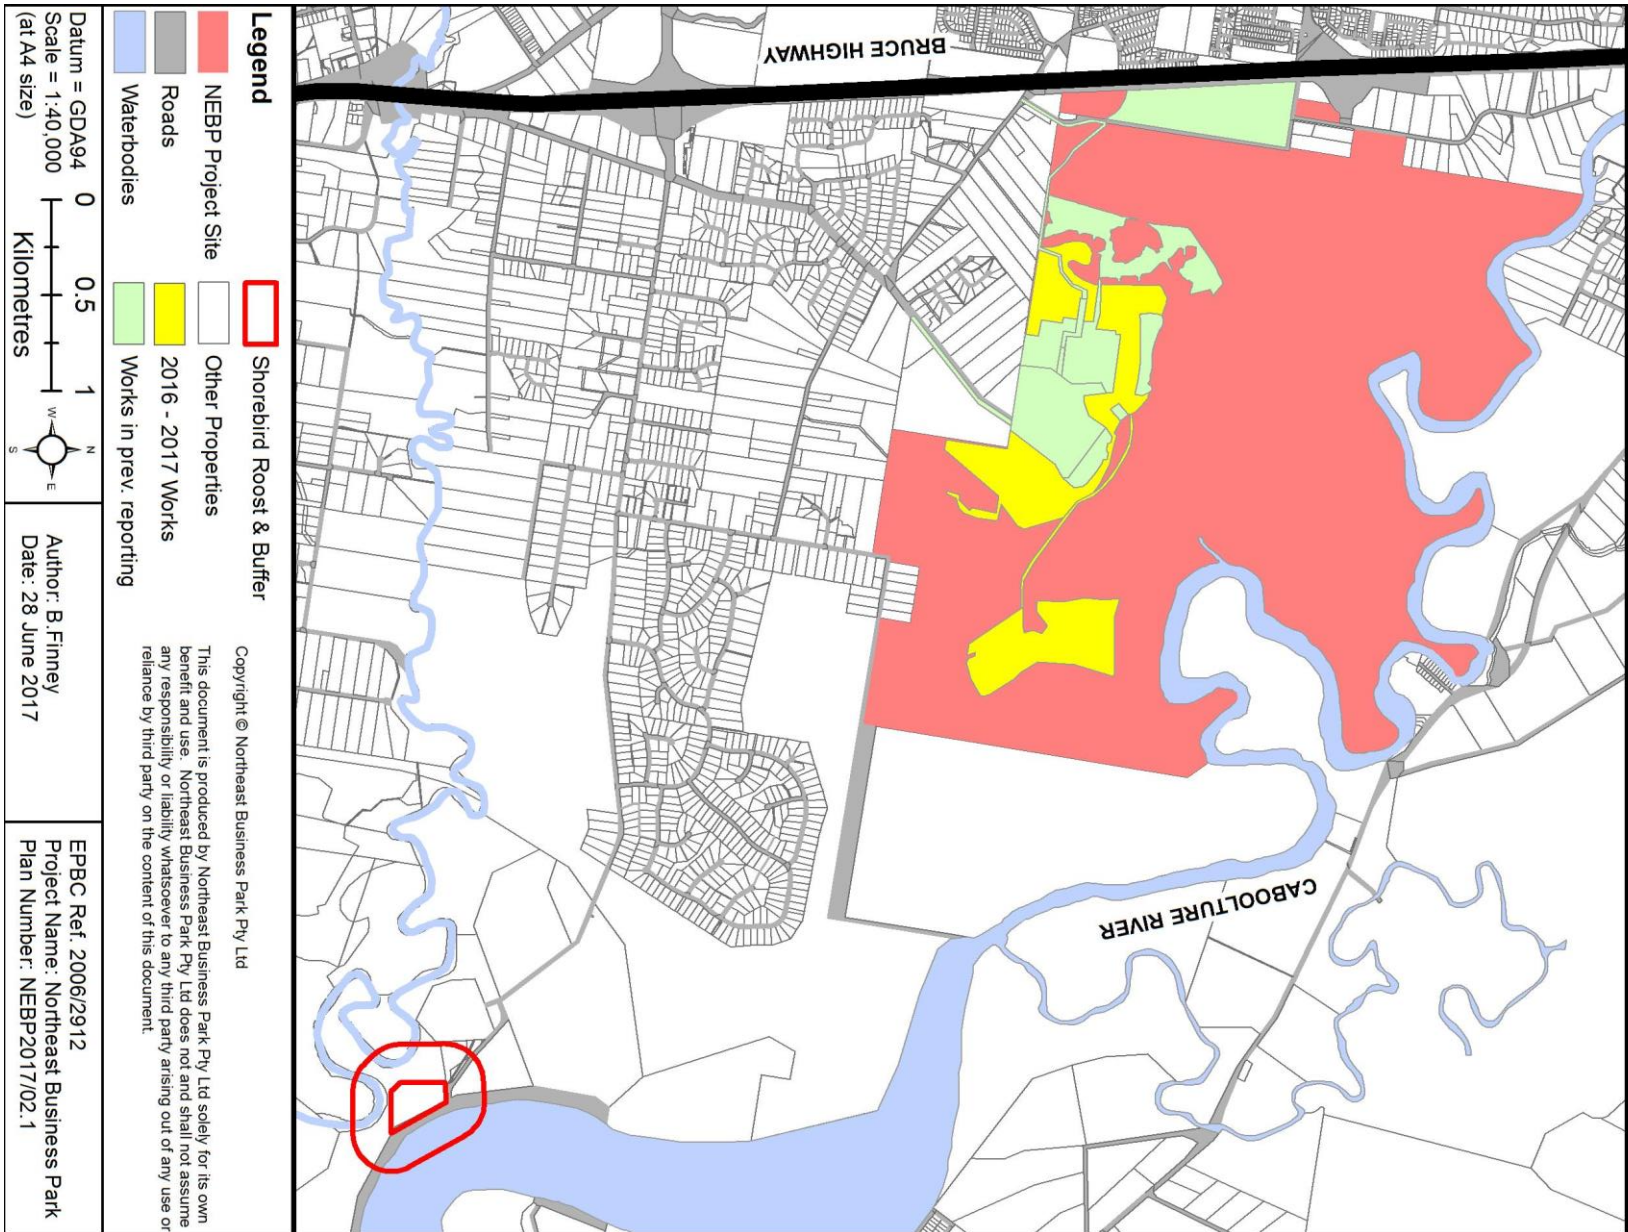 BRUCE HIGHWAY
CABOOLTURE RIVER
Legend
NEBP Project Site
Roads
Waterbodies
Shorebird Roost & Buffer
Other Properties
2016 - 2017 Works
Works in prev. reporting
Copyright © Northeast Business Park Pty Ltd
This document is produced by Northeast Business Park Pty Ltd solely for its own
benefit and use. Northeast Business Park Pty Ltd does not and shall not assume
any responsibility or liability whatsoever to any third party arising out of any use or
reliance by third party on the content of this document.
Datum = GDA94
Scale = 1:40,000
(at A4 size)
0 0.5 1
Kilometres
N
W E
S
Author: B.Finney
Date: 28 June 2017
EPBC Ref. 2006/2912
Project Name: Northeast Business Park
Plan Number: NEBP2017/02.1